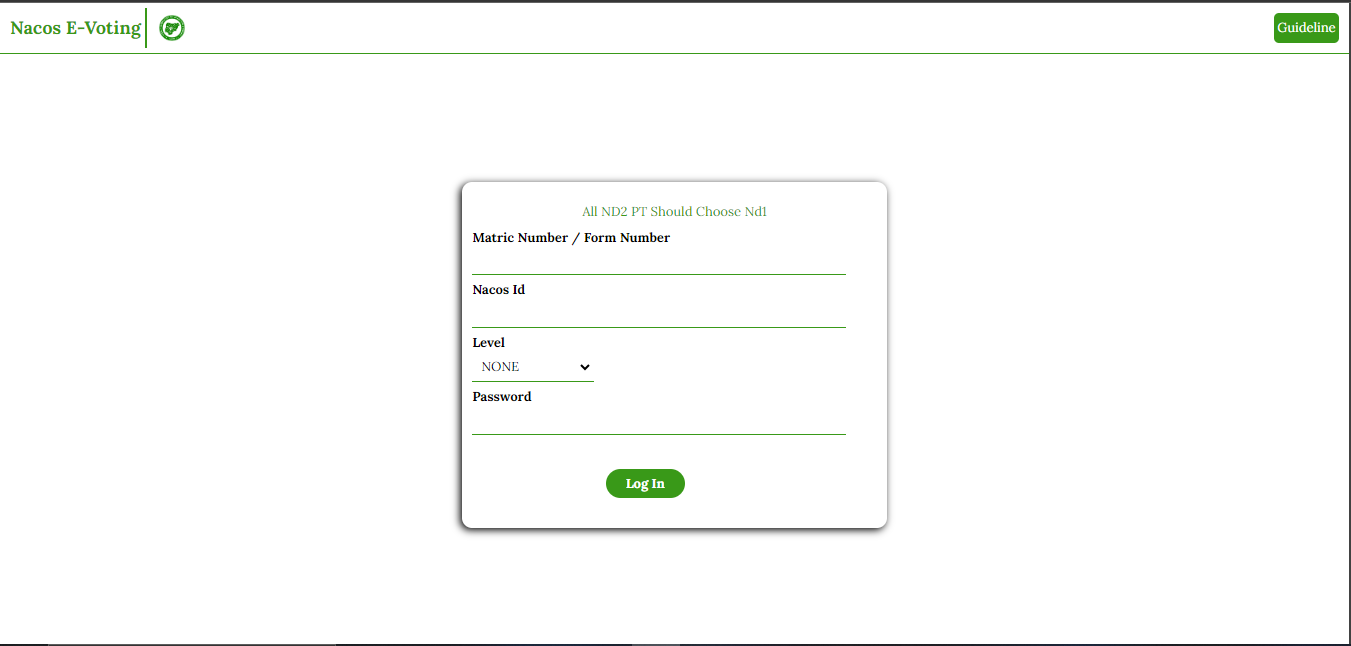 Nacos E-Voting
Guideline
All ND2 PT Should Choose Nd1
Matric Number / Form Number
Nacos Id
Level
NONE
Password
Log In